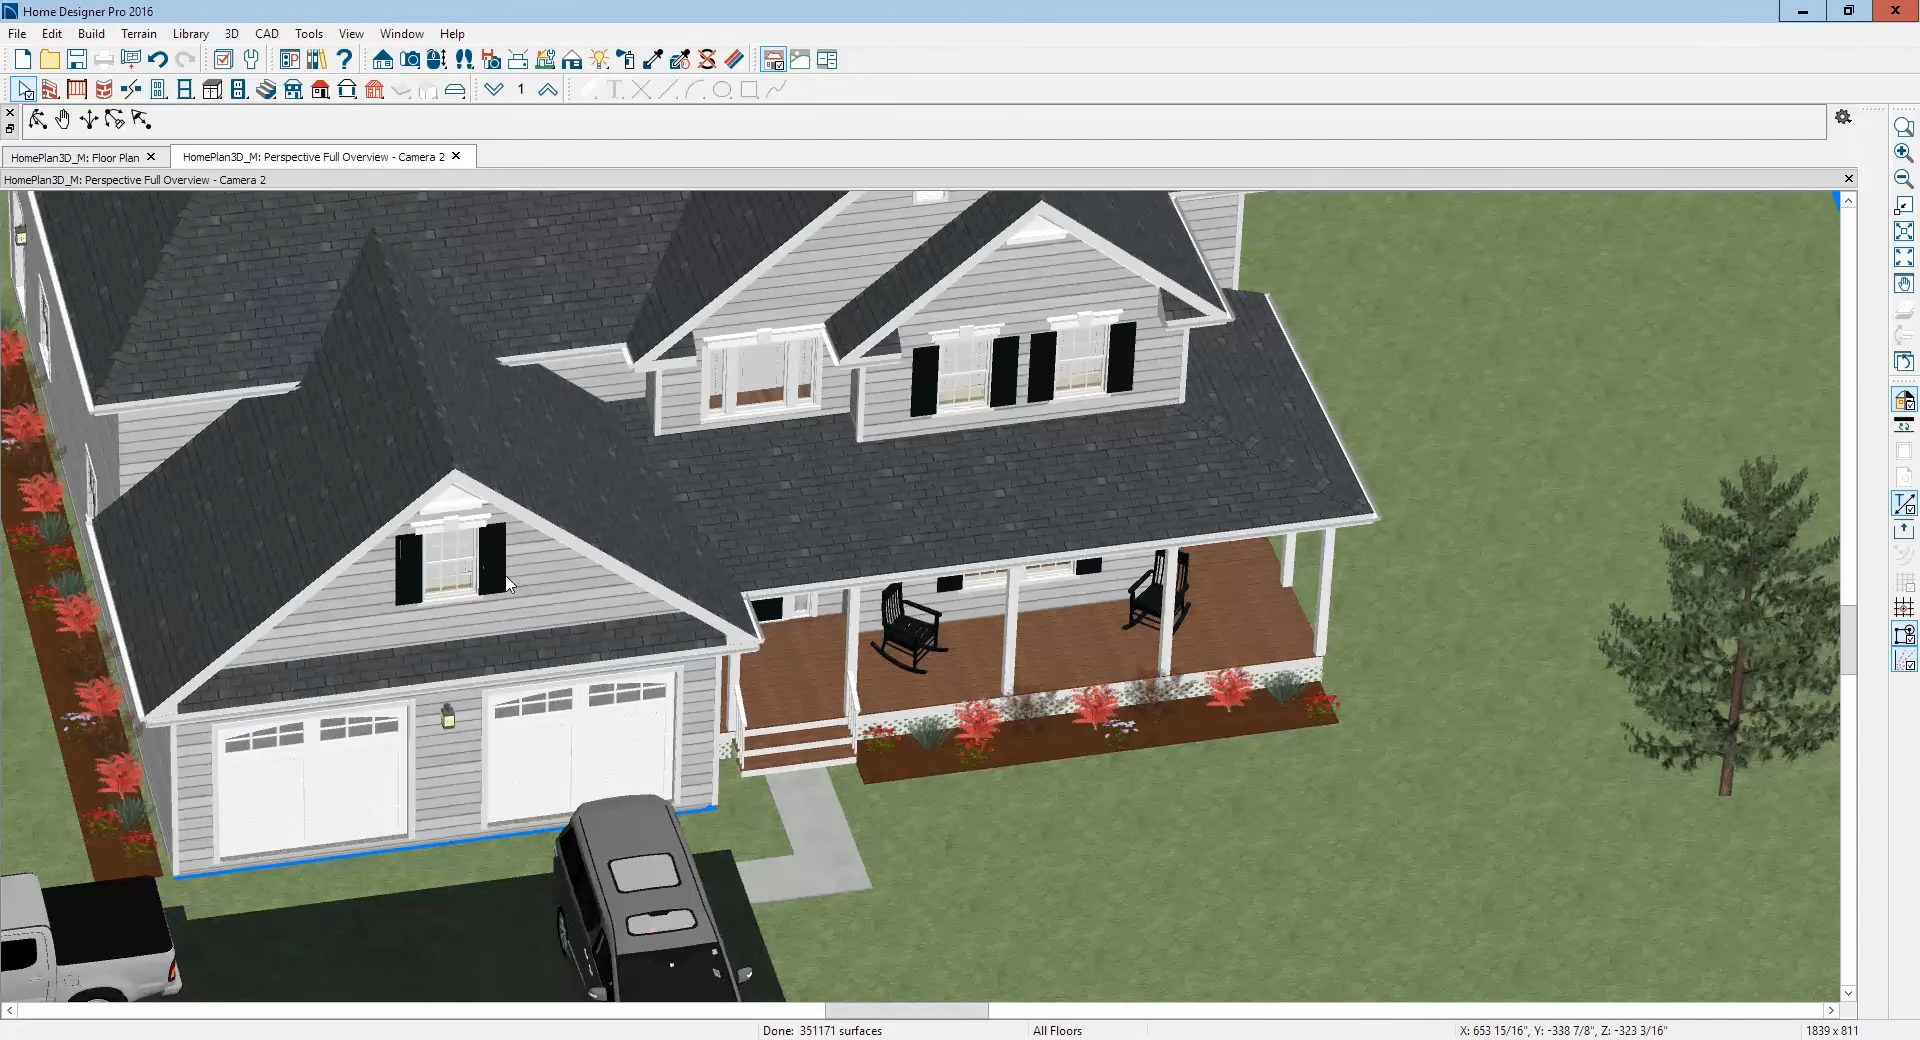 Home Designer Pro 2016
File Edit Build Terrain Library 3D CAD Tools Text View Window Help
1
HomePlan3D_M: Floor Plan
HomePlan3D_M: Perspective Full Overview - Camera 2
HomePlan3D_M: Perspective Full Overview - Camera 2
Done: 351171 surfaces
All Floors
X: 653 15/16", Y: -338 7/8", Z: -323 3/16"
1839 x 811